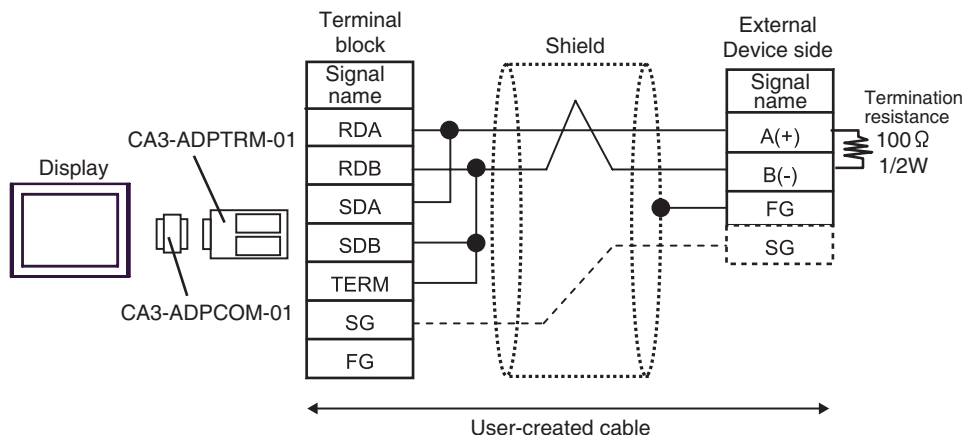 Terminal
block
Shield
External
Device side
Signal
name
RDA
RDB
SDA
SDB
TERM
SG
FG
Signal
name
A(+)
B(-)
FG
SG
Termination
resistance
100Ω
1/2W
CA3-ADPTRM-01
Display
CA3-ADPCOM-01
User-created cable